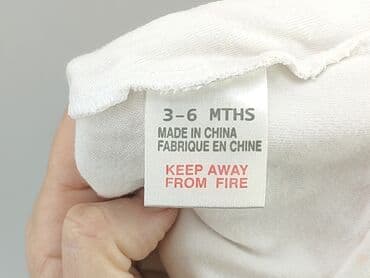 3-6 MTHS
MADE IN CHINA
FABRIQUE EN CHINE
KEEP AWAY
FROM FIRE